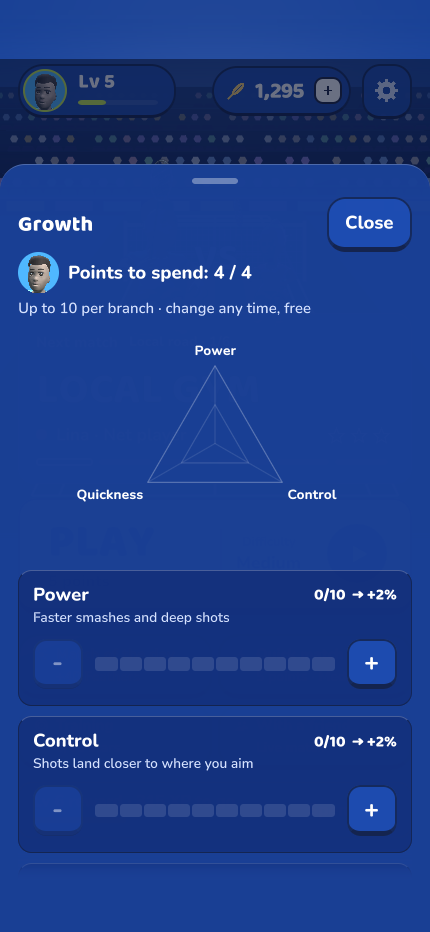 Lv 5
1,295
+
Growth
Close
Points to spend: 4 / 4
Up to 10 per branch · change any time, free
Power
Quickness
Control
Power
0/10 → +2%
Faster smashes and deep shots
-
+
Control
0/10 → +2%
Shots land closer to where you aim
-
+